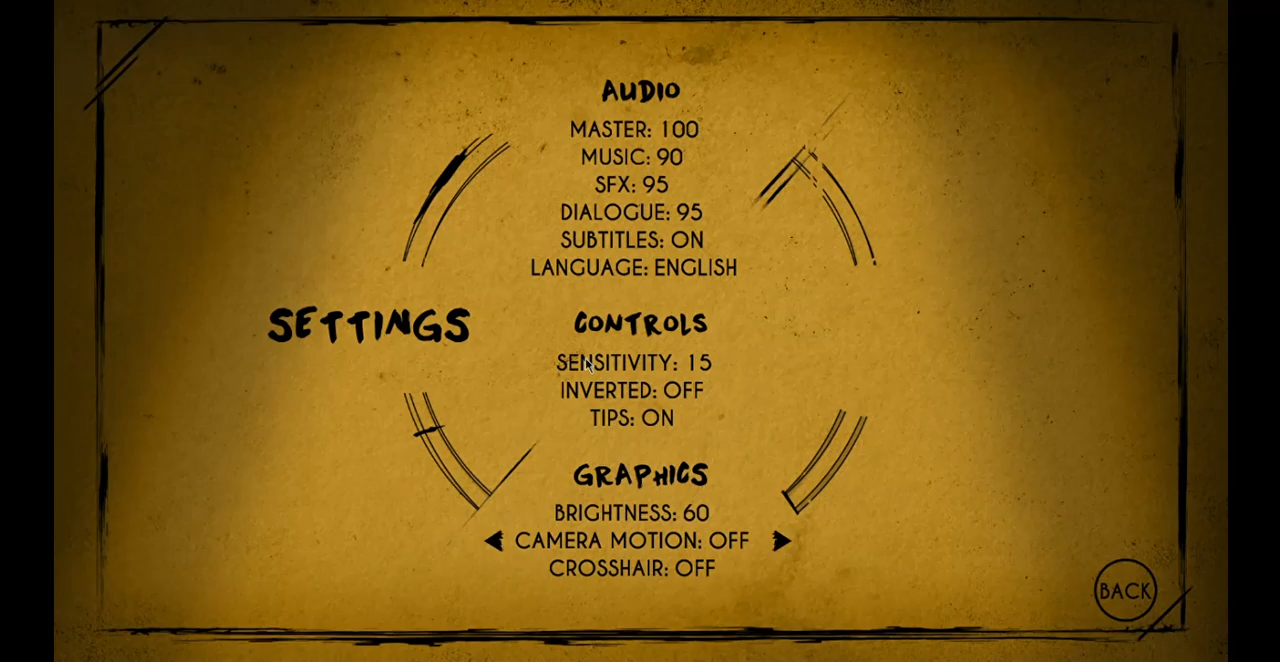 AUDIO
MASTER: 100
MUSIC: 90
SFX: 95
DIALOGUE: 95
SUBTITLES: ON
LANGUAGE: ENGLISH
SETTINGS
CONTROLS
SENSITIVITY: 15
INVERTED: OFF
TIPS: ON
GRAPHICS
BRIGHTNESS: 60
CAMERA MOTION: OFF
CROSSHAIR: OFF
BACK